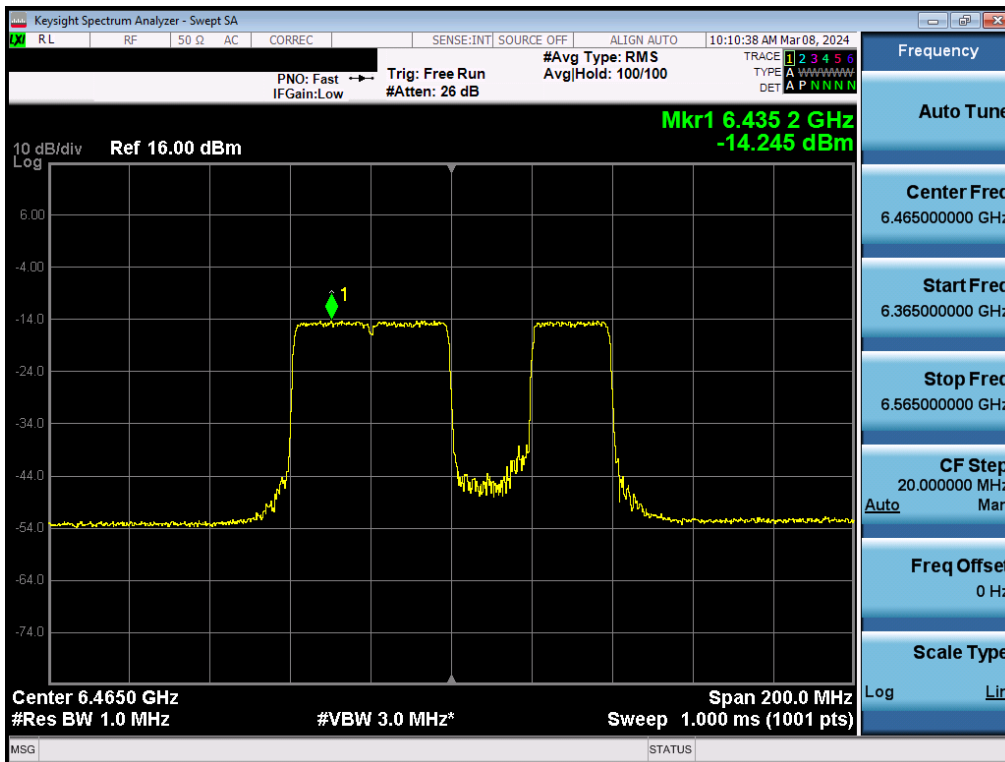 Keysight Spectrum Analyzer - Swept SA
LXI RL RF 50 Ω AC CORREC SENSE:INT SOURCE OFF ALIGN AUTO 10:10:38 AM Mar 08, 2024
PNO: Fast
IFGain:Low
Trig: Free Run
#Atten: 26 dB
#Avg Type: RMS
Avg|Hold: 100/100
TRACE 1 2 3 4 5 6
TYPE A WWWWW
DET A P N N N N
Mkr1 6.435 2 GHz
-14.245 dBm
10 dB/div Ref 16.00 dBm
Log
6.00
-4.00
1
-14.0
-24.0
-34.0
-44.0
-54.0
-64.0
-74.0
Center 6.4650 GHz Span 200.0 MHz
#Res BW 1.0 MHz #VBW 3.0 MHz* Sweep 1.000 ms (1001 pts)
MSG STATUS
Frequency
Auto Tune
Center Freq
6.465000000 GHz
Start Freq
6.365000000 GHz
Stop Freq
6.565000000 GHz
CF Step
20.000000 MHz
Auto Man
Freq Offset
0 Hz
Scale Type
Log Lin